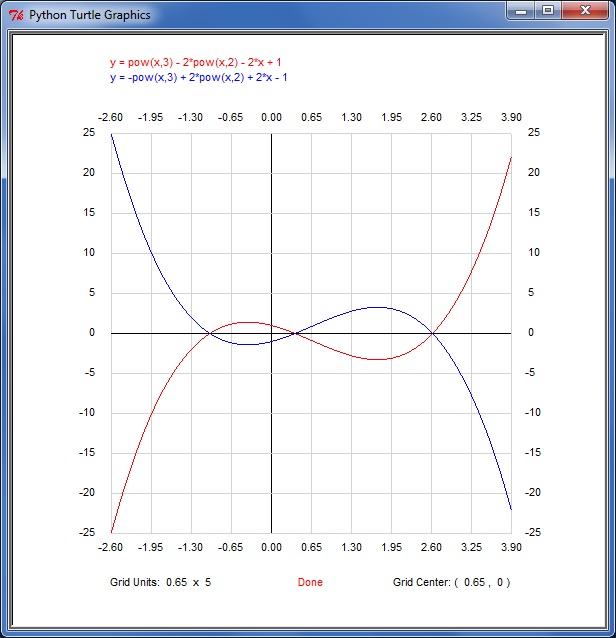 Python Turtle Graphics
y = pow(x,3) - 2*pow(x,2) - 2*x + 1
y = -pow(x,3) + 2*pow(x,2) + 2*x - 1
-2.60 -1.95 -1.30 -0.65 0.00 0.65 1.30 1.95 2.60 3.25 3.90
25 25
20 20
15 15
10 10
5 5
0 0
-5 -5
-10 -10
-15 -15
-20 -20
-25 -25
-2.60 -1.95 -1.30 -0.65 0.00 0.65 1.30 1.95 2.60 3.25 3.90
Grid Units: 0.65 x 5 Done Grid Center: ( 0.65 , 0 )